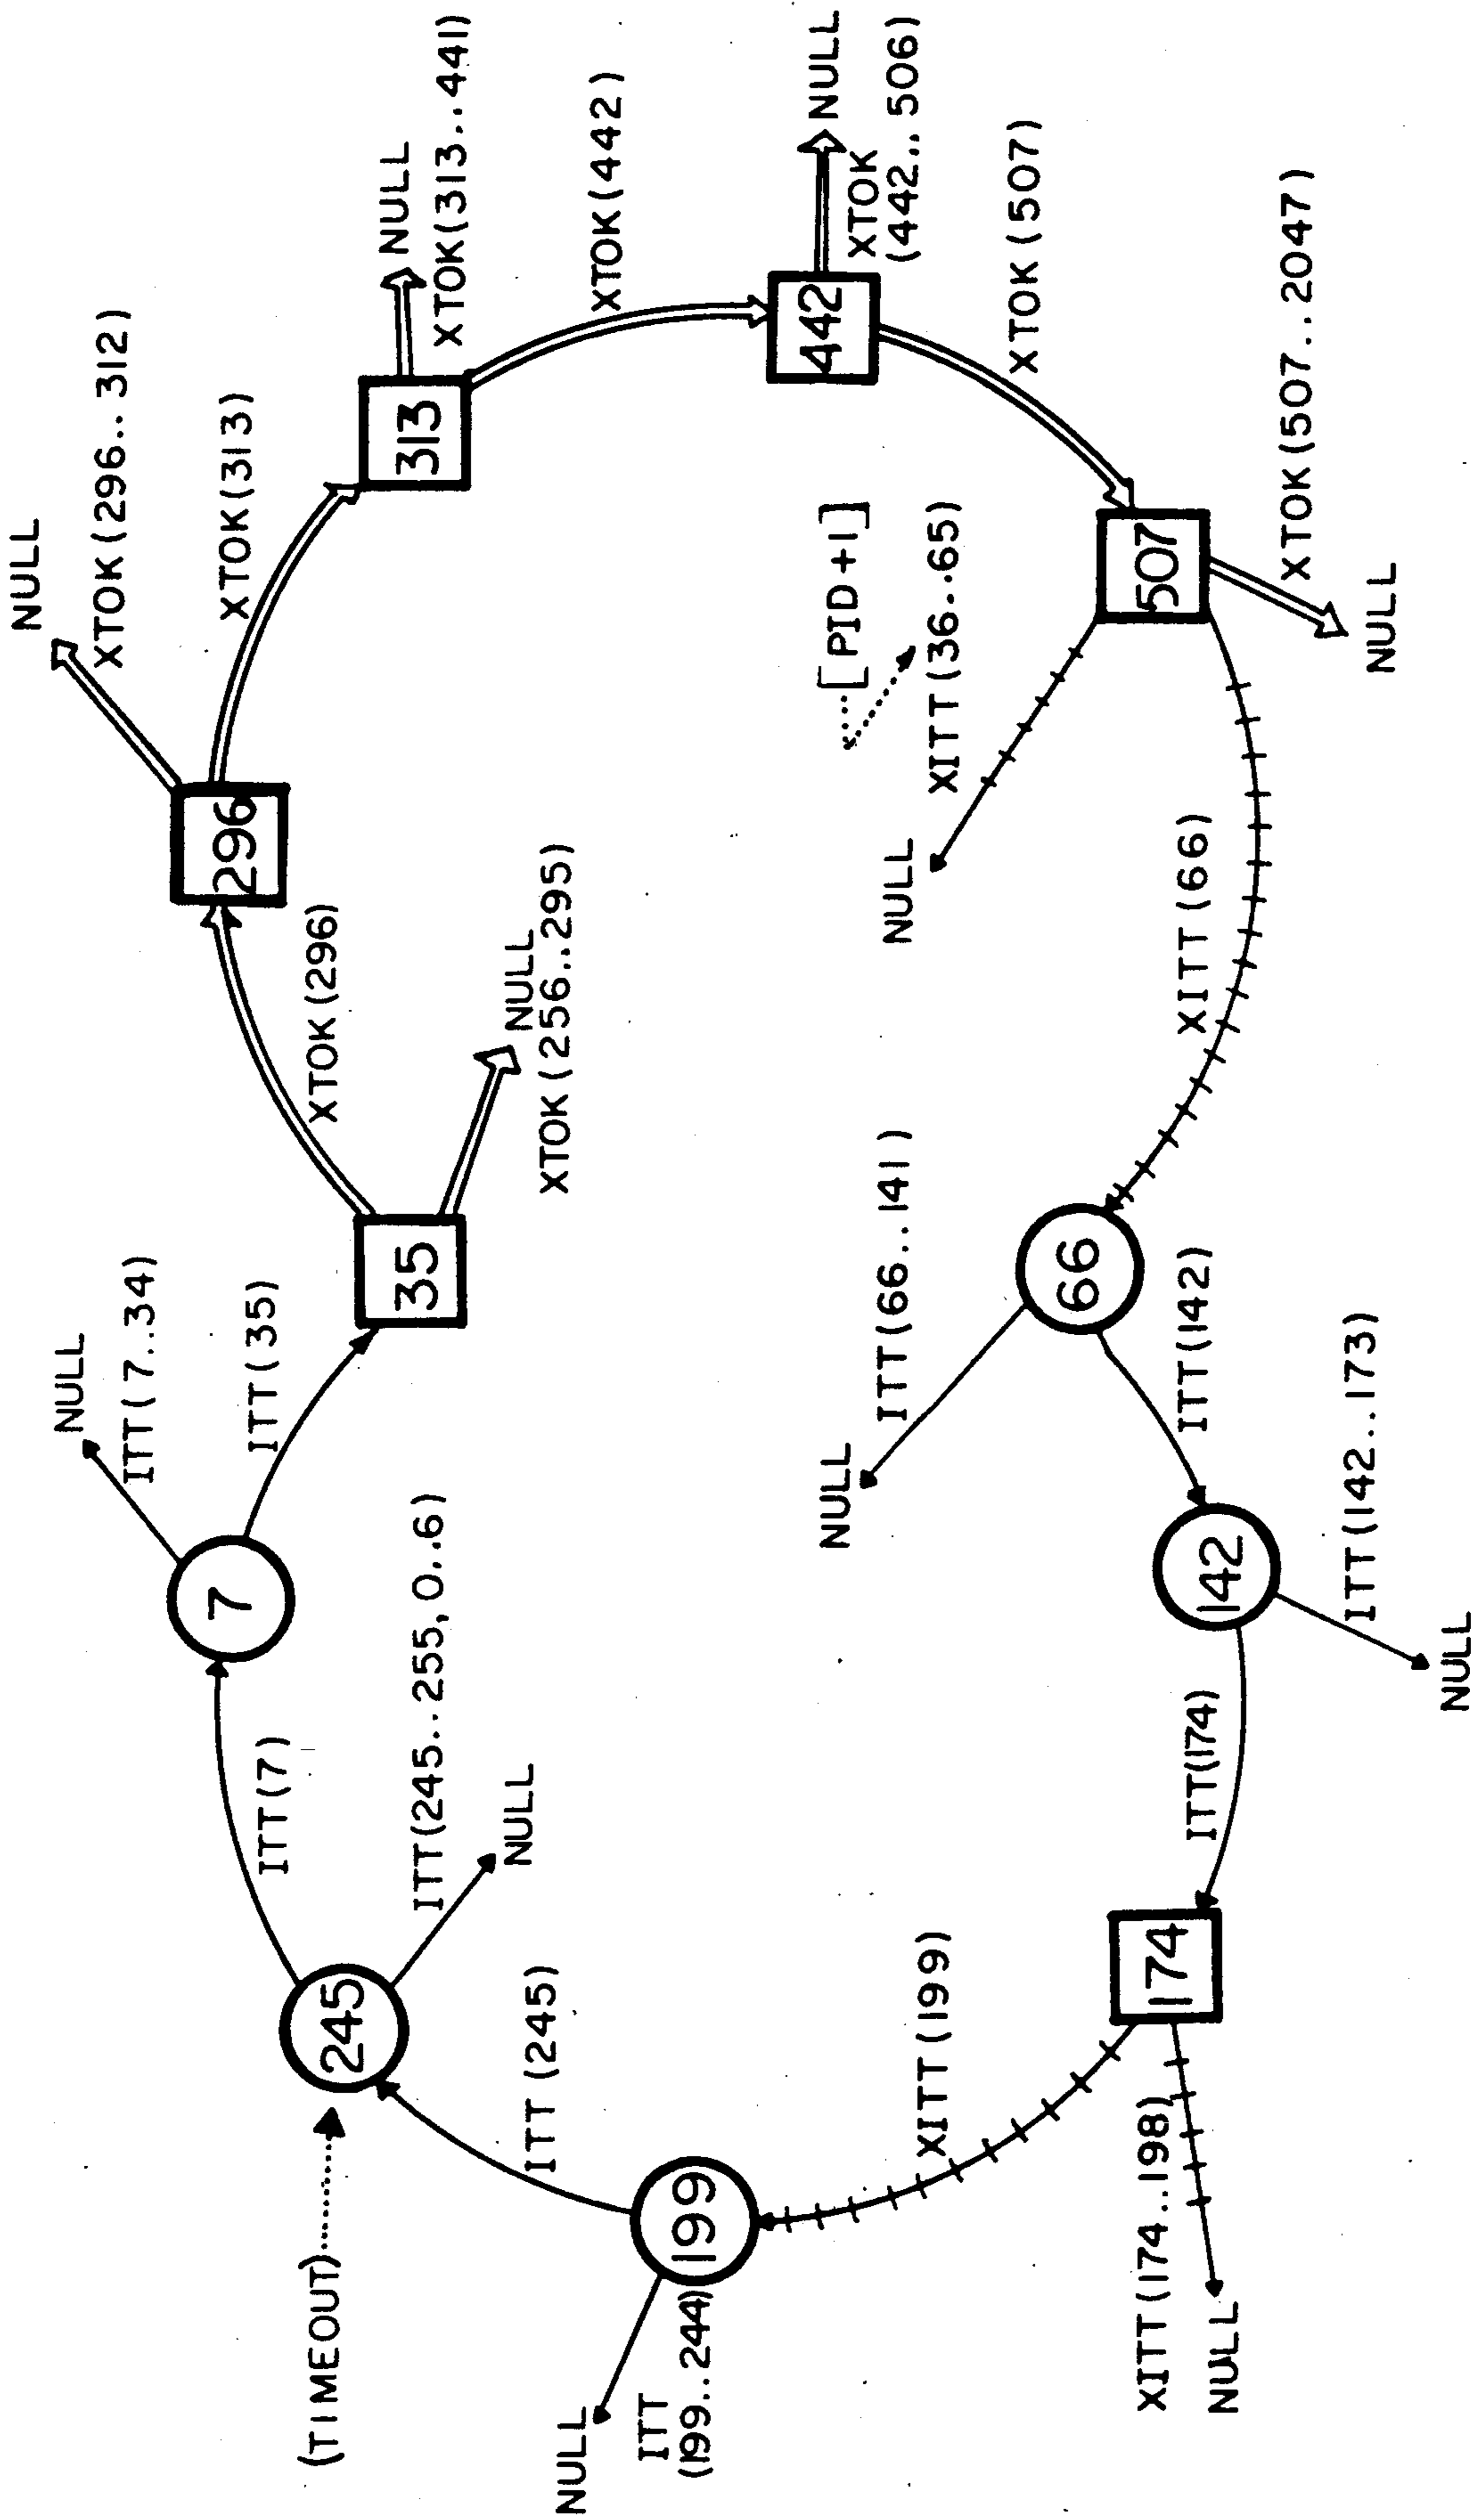 NULL
NULL
XTOK(296..312)
ITT(7..34)
7
296
XTOK(313)
ITT(35)
ITT(7)
(TIMEOUT)
XTOK(296)
245
NULL
35
313
ITT(245..255,0..6)
XTOK(313..441)
NULL
NULL
ITT(245)
XTOK(256..295)
NULL
XTOK(442)
ITT
(199..244)
199
442
NULL
NULL
[PID+1]
XTOK
(442..506)
ITT(66..141)
NULL
XITT(199)
XITT(36..65)
XTOK(507)
66
XITT(174..198)
507
174
ITT(142)
XITT(66)
ITT(174)
142
NULL
XTOK(507..2047)
ITT(142..173)
NULL
NULL